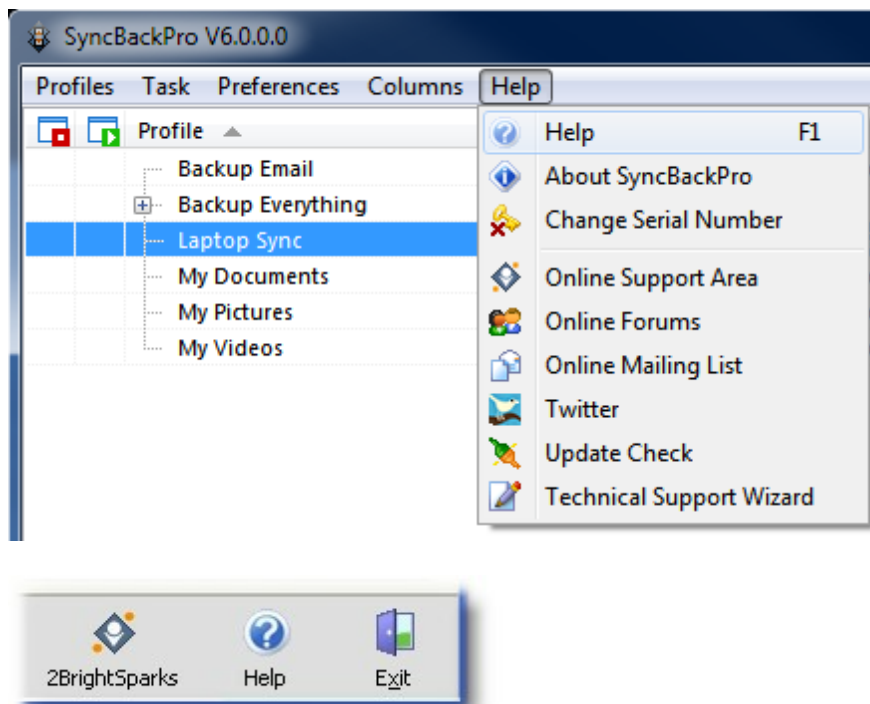 SyncBackPro V6.0.0.0
Profiles Task Preferences Columns Help
Profile
Backup Email
Backup Everything
Laptop Sync
My Documents
My Pictures
My Videos
Help F1
About SyncBackPro
Change Serial Number
Online Support Area
Online Forums
Online Mailing List
Twitter
Update Check
Technical Support Wizard
2BrightSparks Help Exit